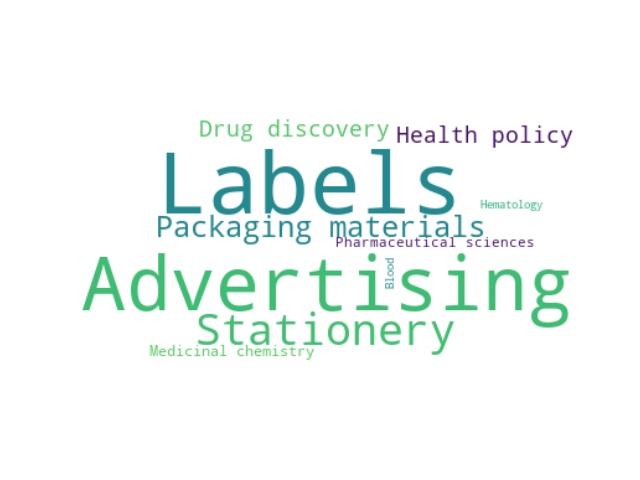 Drug discovery
Health policy
Labels
Hematology
Packaging materials
Pharmaceutical sciences
Blood
Advertising
Stationery
Medicinal chemistry